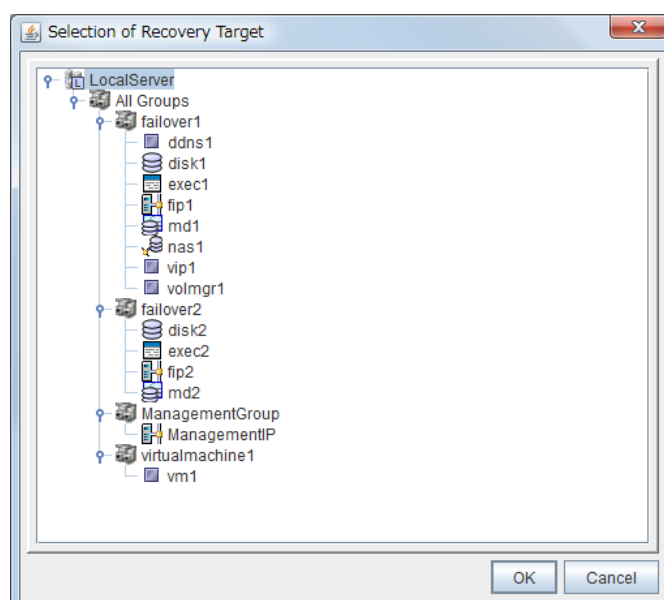 Selection of Recovery Target
LocalServer
All Groups
failover1
ddns1
disk1
exec1
fip1
md1
nas1
vip1
volmgr1
failover2
disk2
exec2
fip2
md2
ManagementGroup
ManagementIP
virtualmachine1
vm1
OK Cancel